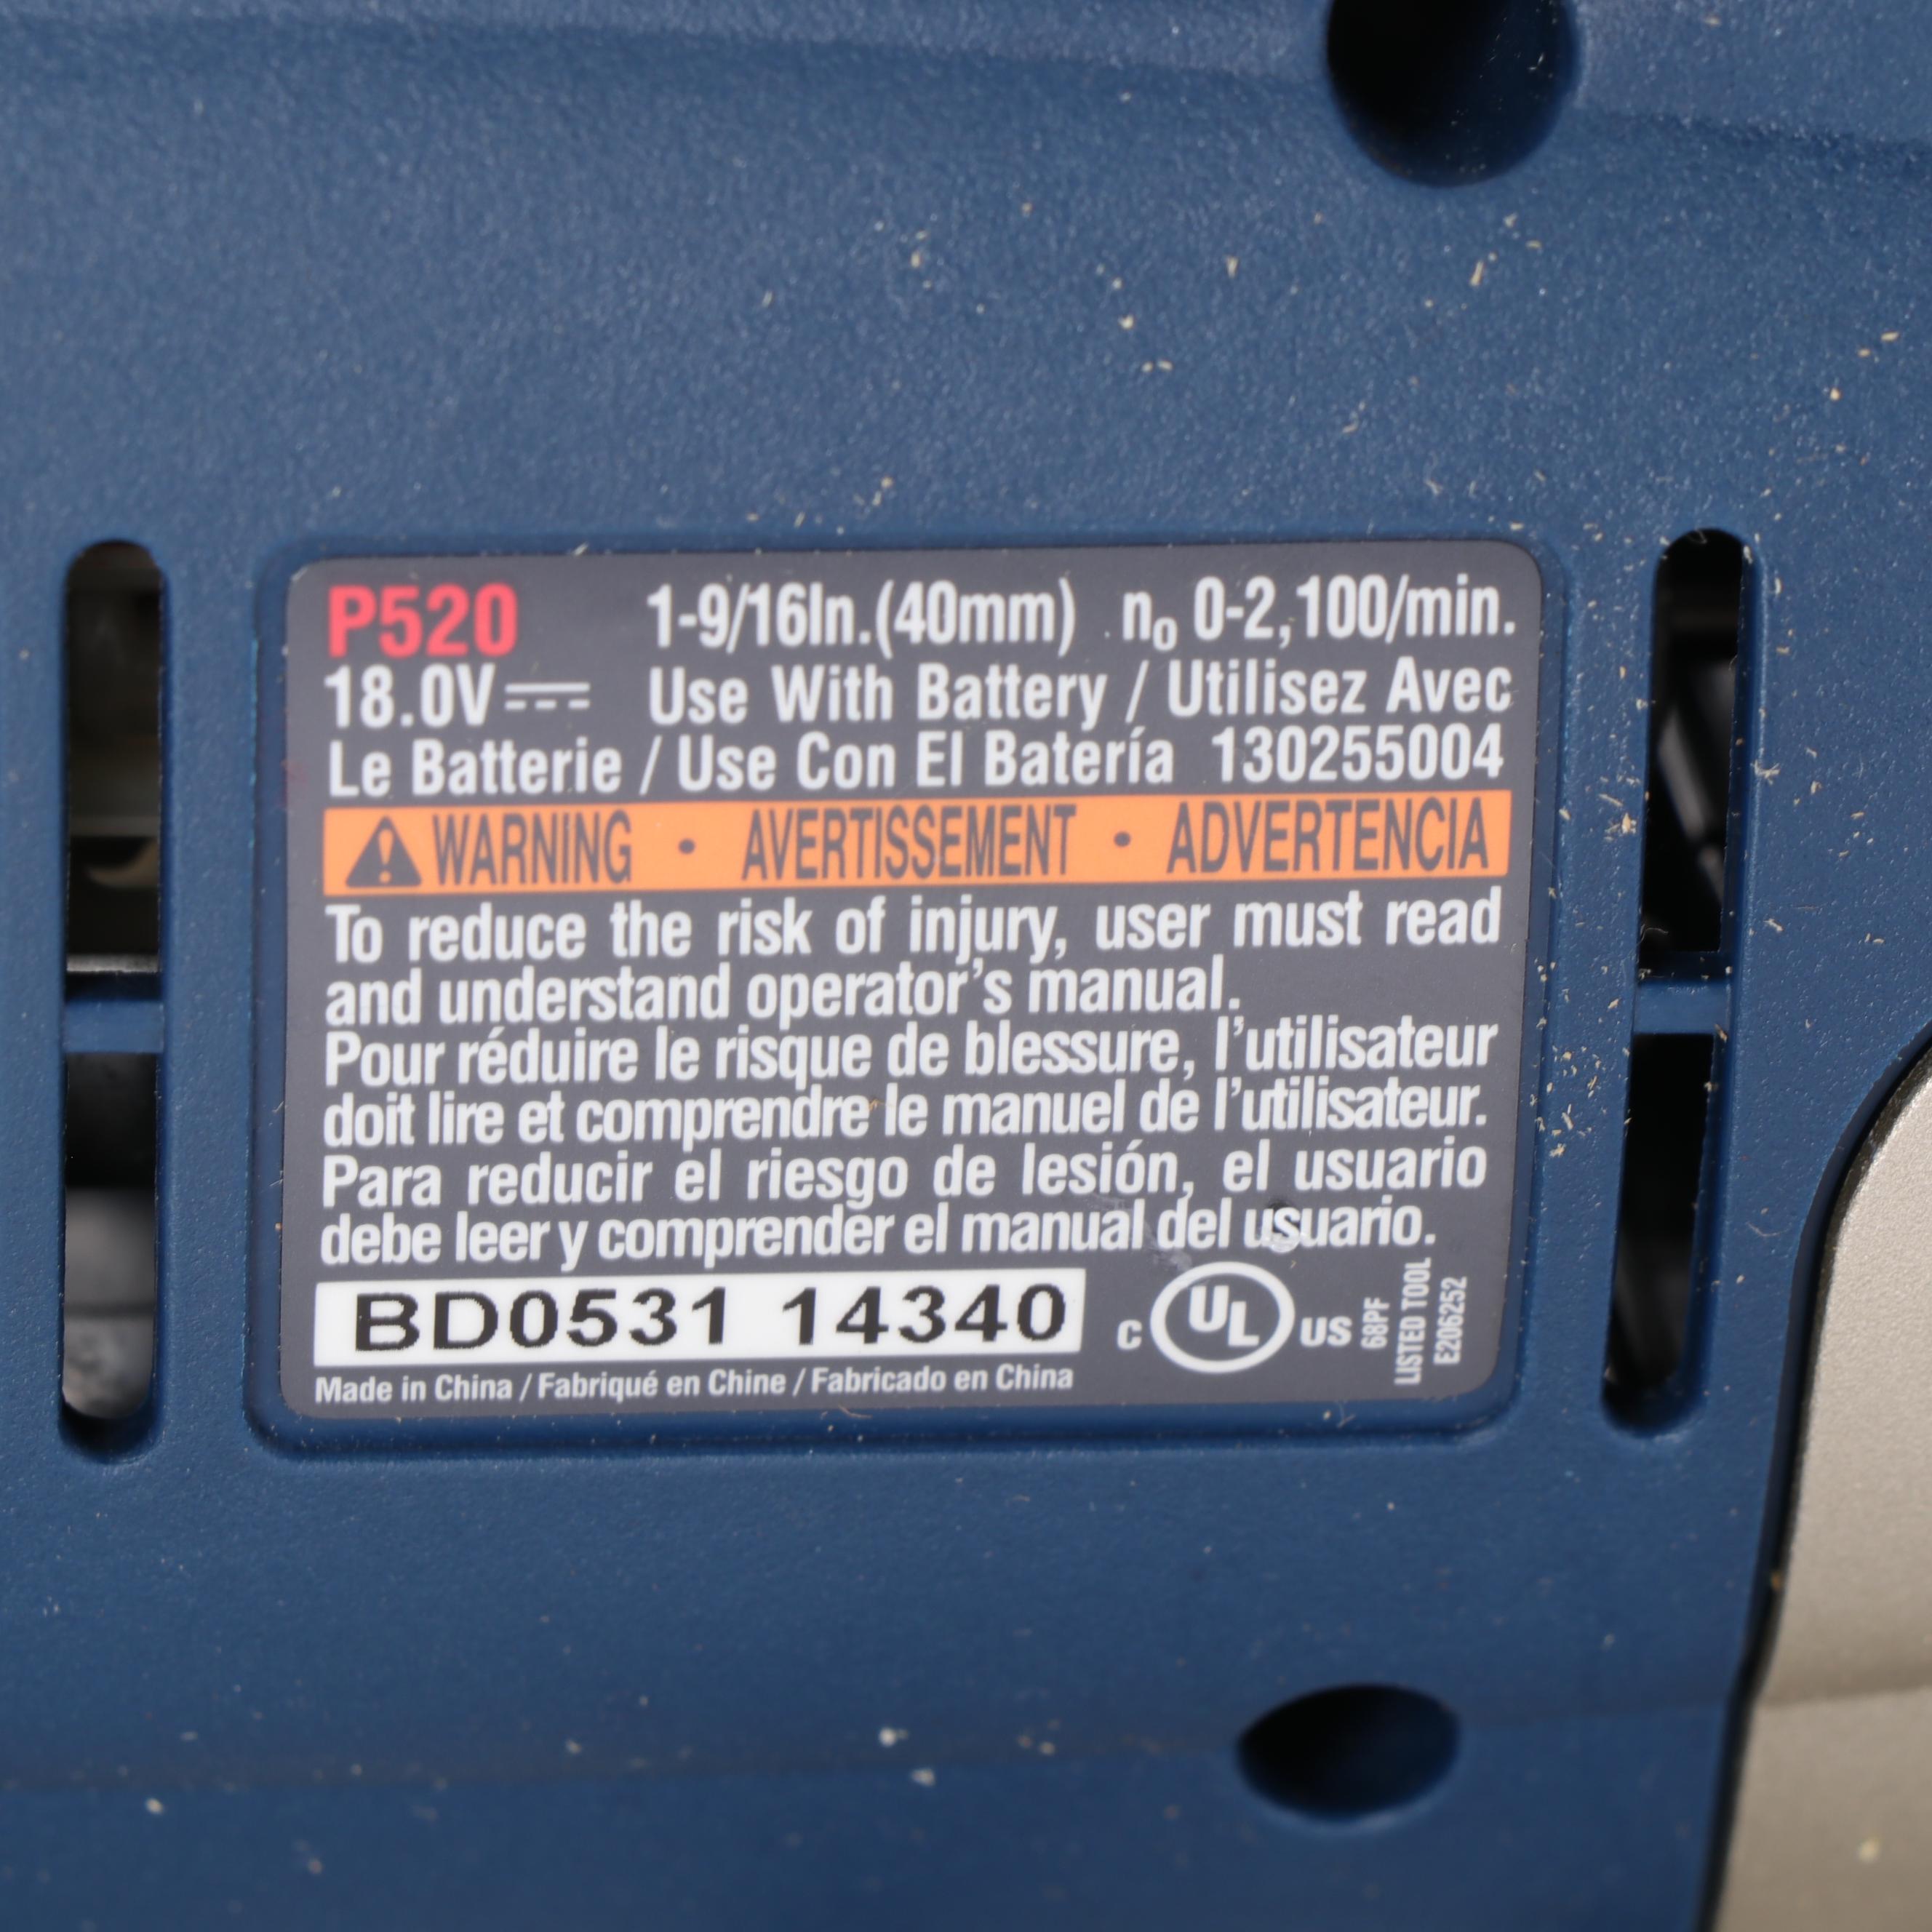 P520 1-9/16In.(40mm) n₀ 0-2,100/min.
18.0V⎓ Use With Battery / Utilisez Avec
Le Batterie / Use Con El Batería 130255004
WARNING • AVERTISSEMENT • ADVERTENCIA
To reduce the risk of injury, user must read
and understand operator's manual.
Pour réduire le risque de blessure, l'utilisateur
doit lire et comprendre le manuel de l'utilisateur.
Para reducir el riesgo de lesión, el usuario
debe leer y comprender el manual del usuario.
BD0531 14340
Made in China / Fabriqué en Chine / Fabricado en China
C UL US
68PF
LISTED TOOL
E206252